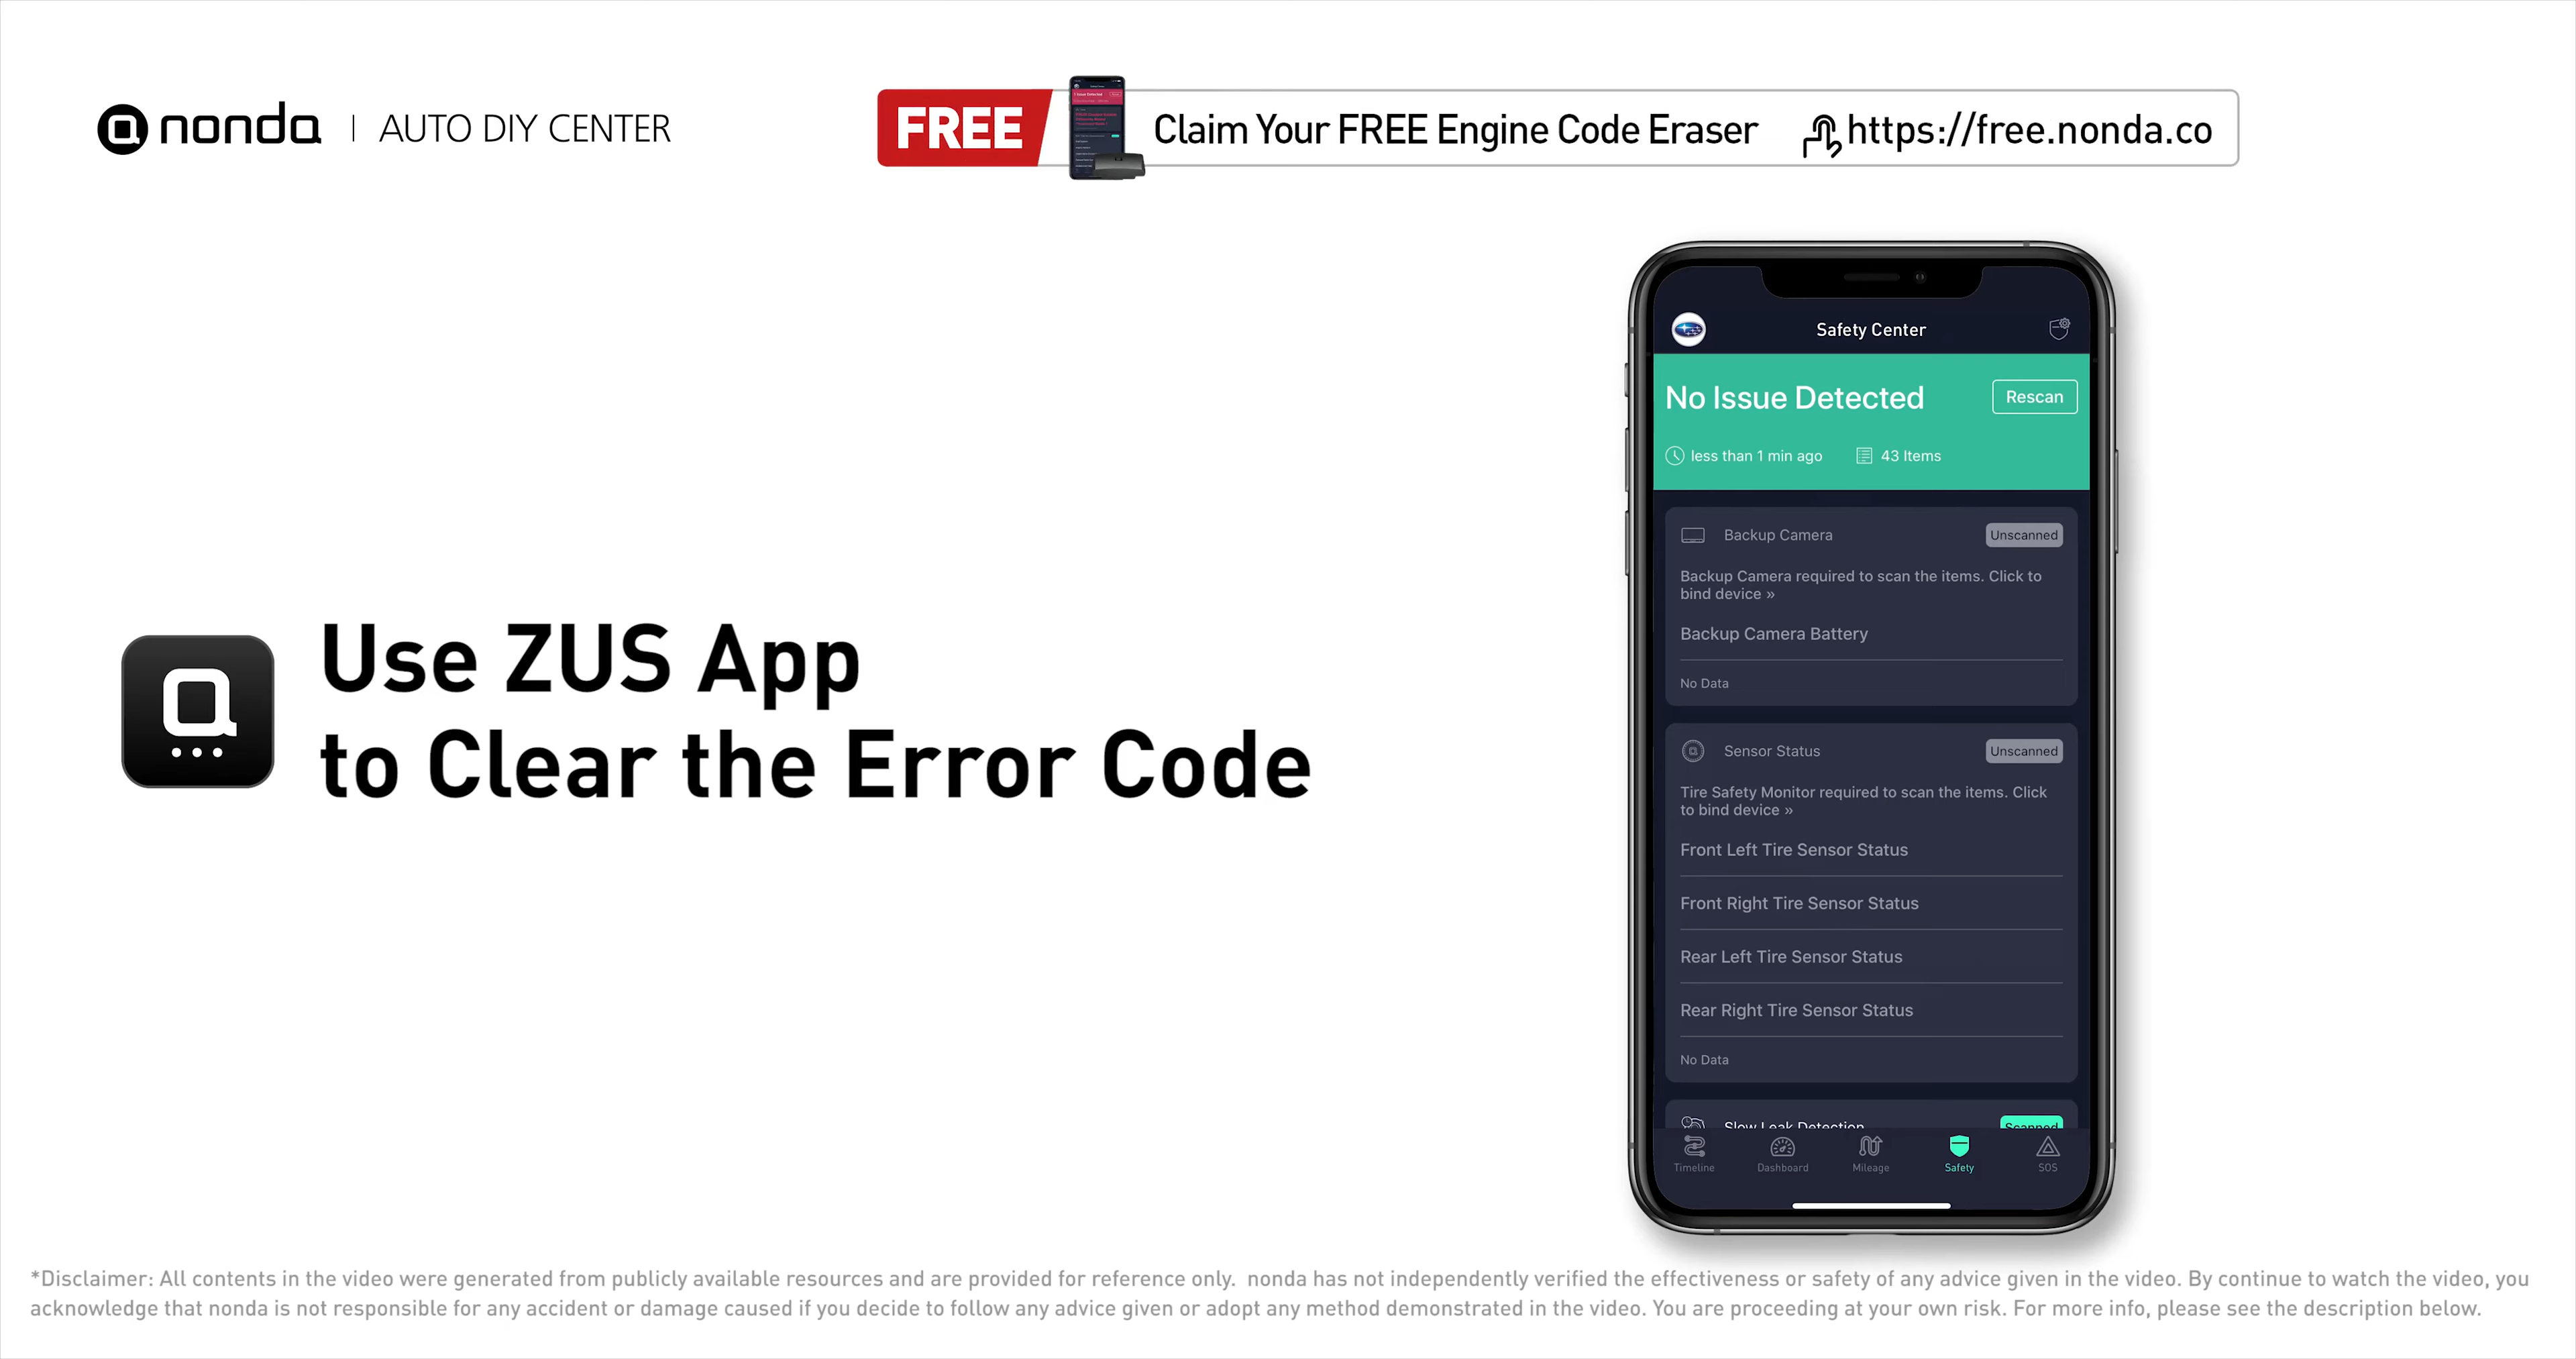 nonda | AUTO DIY CENTER
FREE
Claim Your FREE Engine Code Eraser
https://free.nonda.co
Use ZUS App
to Clear the Error Code
Safety Center
No Issue Detected
Rescan
less than 1 min ago
43 Items
Backup Camera
Unscanned
Backup Camera required to scan the items. Click to
bind device »
Backup Camera Battery
No Data
Sensor Status
Unscanned
Tire Safety Monitor required to scan the items. Click
to bind device »
Front Left Tire Sensor Status
Front Right Tire Sensor Status
Rear Left Tire Sensor Status
Rear Right Tire Sensor Status
No Data
Slow Leak Detection
Scanned
Timeline
Dashboard
Mileage
Safety
SOS
*Disclaimer: All contents in the video were generated from publicly available resources and are provided for reference only. nonda has not independently verified the effectiveness or safety of any advice given in the video. By continue to watch the video, you
acknowledge that nonda is not responsible for any accident or damage caused if you decide to follow any advice given or adopt any method demonstrated in the video. You are proceeding at your own risk. For more info, please see the description below.